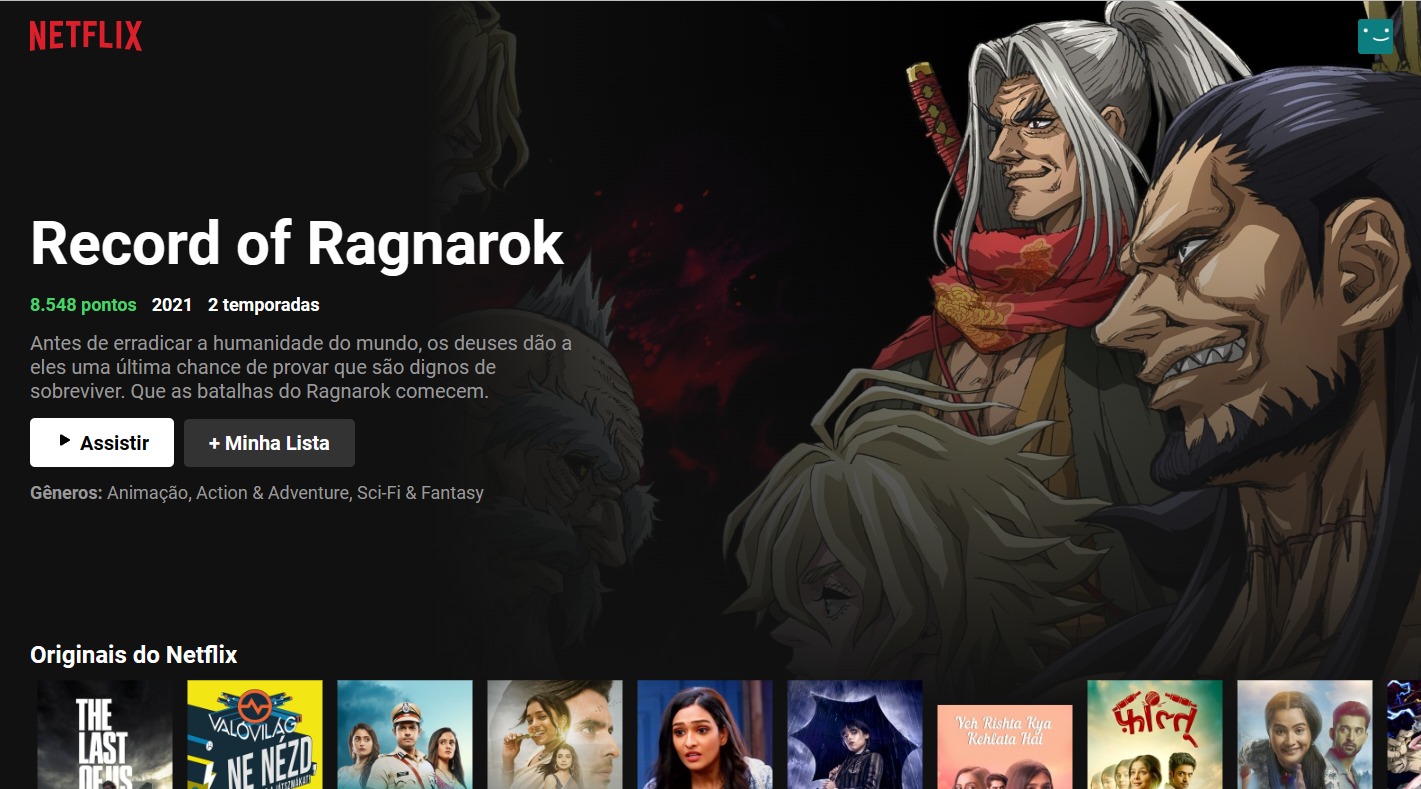 NETFLIX
Record of Ragnarok
8.548 pontos 2021 2 temporadas
Antes de erradicar a humanidade do mundo, os deuses dão a
eles uma última chance de provar que são dignos de
sobreviver. Que as batalhas do Ragnarok comecem.
Assistir + Minha Lista
Gêneros: Animação, Action & Adventure, Sci-Fi & Fantasy
Originais do Netflix
THE
LAST
OF US
VALÓVILÁG
NE NÉZD,
Yeh Rishta Kya
Kehlata Hai
फ़ाल्तू